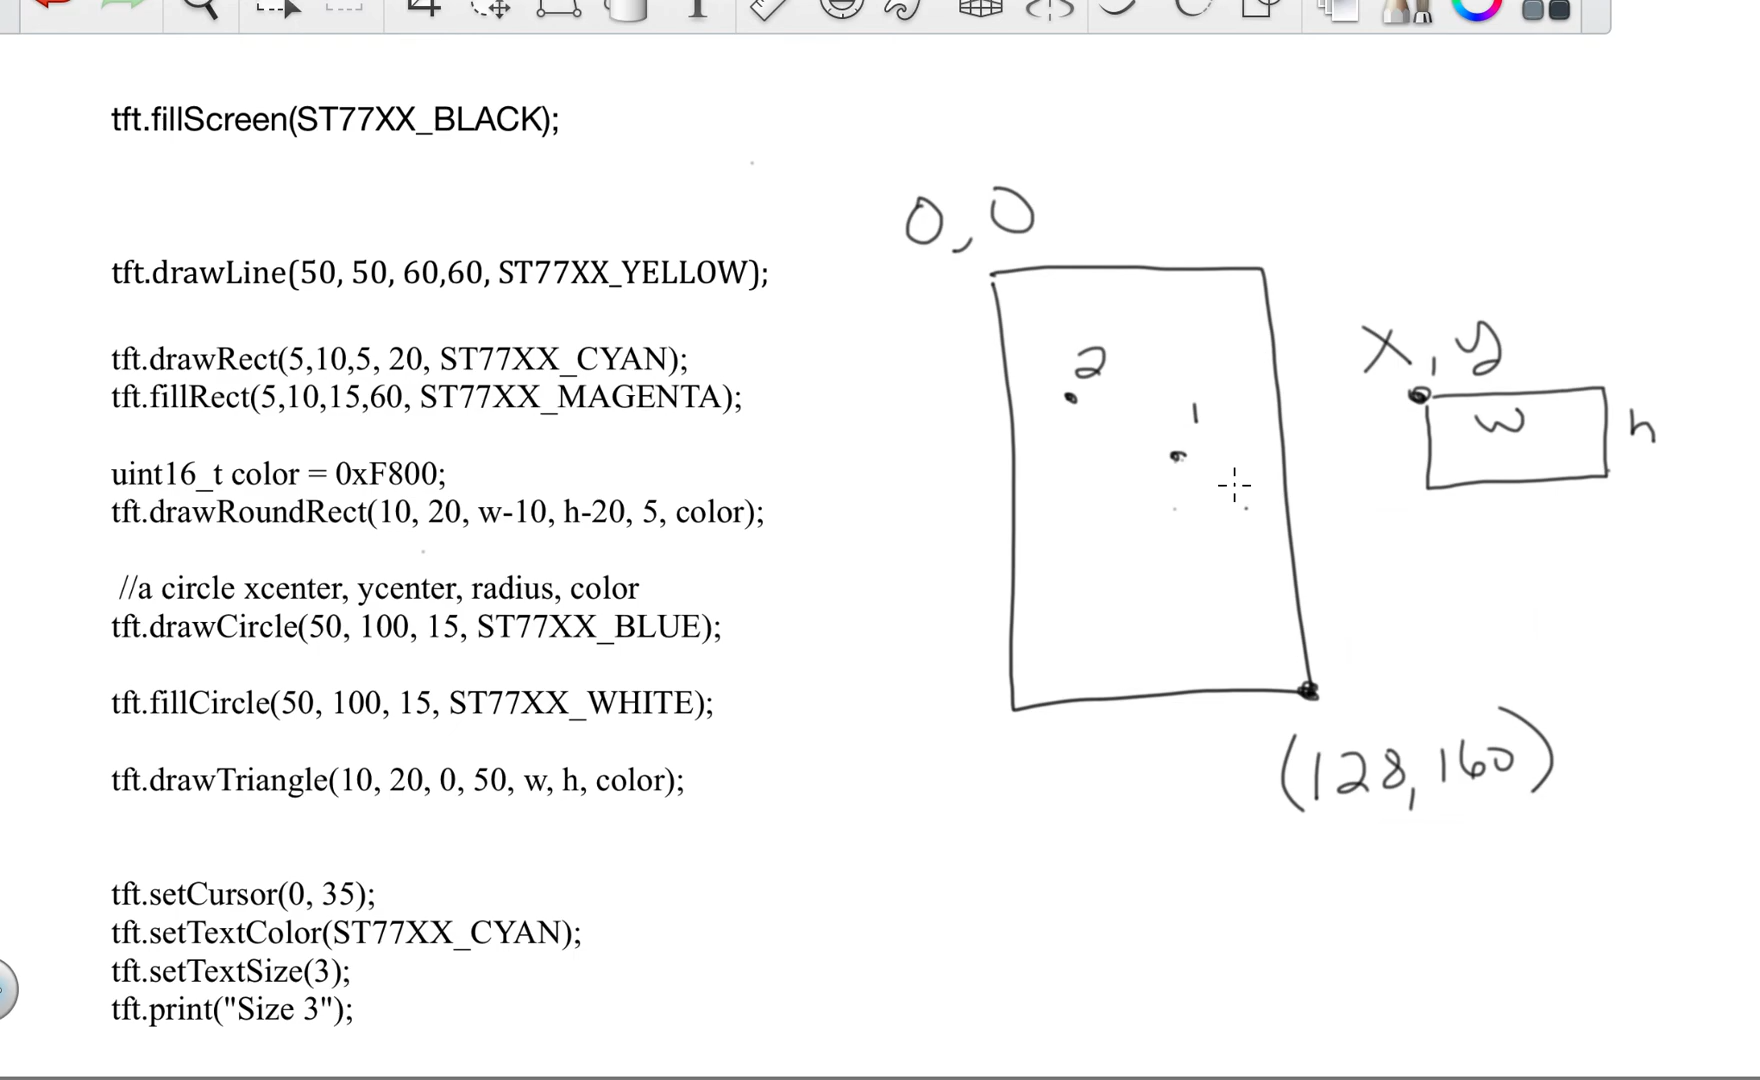 tft.fillScreen(ST77XX_BLACK);
tft.drawLine(50, 50, 60,60, ST77XX_YELLOW);
tft.drawRect(5,10,5, 20, ST77XX_CYAN);
tft.fillRect(5,10,15,60, ST77XX_MAGENTA);
uint16_t color = 0xF800;
tft.drawRoundRect(10, 20, w-10, h-20, 5, color);
//a circle xcenter, ycenter, radius, color
tft.drawCircle(50, 100, 15, ST77XX_BLUE);
tft.fillCircle(50, 100, 15, ST77XX_WHITE);
tft.drawTriangle(10, 20, 0, 50, w, h, color);
tft.setCursor(0, 35);
tft.setTextColor(ST77XX_CYAN);
tft.setTextSize(3);
tft.print("Size 3");
0,0
2
1
x,y
w
h
(128,160)